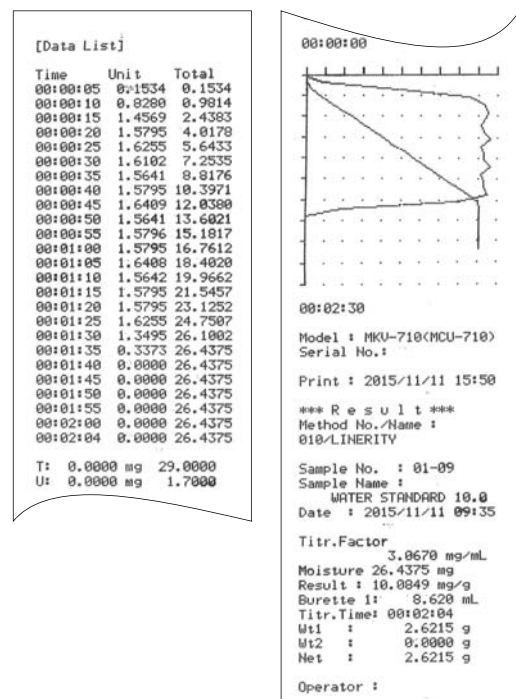 [Data List]
Time Unit Total
00:00:05 0.1534 0.1534
00:00:10 0.8280 0.9814
00:00:15 1.4569 2.4383
00:00:20 1.5795 4.0178
00:00:25 1.6255 5.6433
00:00:30 1.6102 7.2535
00:00:35 1.5641 8.8176
00:00:40 1.5795 10.3971
00:00:45 1.6409 12.0380
00:00:50 1.5641 13.6021
00:00:55 1.5796 15.1817
00:01:00 1.5795 16.7612
00:01:05 1.6408 18.4020
00:01:10 1.5642 19.9662
00:01:15 1.5795 21.5457
00:01:20 1.5795 23.1252
00:01:25 1.6255 24.7507
00:01:30 1.3495 26.1002
00:01:35 0.3373 26.4375
00:01:40 0.0000 26.4375
00:01:45 0.0000 26.4375
00:01:50 0.0000 26.4375
00:01:55 0.0000 26.4375
00:02:00 0.0000 26.4375
00:02:04 0.0000 26.4375
T: 0.0000 mg 29.0000
U: 0.0000 mg 1.7000
00:00:00
00:02:30
Model : MKV-710(MCU-710)
Serial No.:
Print : 2015/11/11 15:50
*** R e s u l t ***
Method No./Name :
010/LINERITY
Sample No. : 01-09
Sample Name :
WATER STANDARD 10.0
Date : 2015/11/11 09:35
Titr.Factor
3.0670 mg/mL
Moisture 26.4375 mg
Result : 10.0849 mg/g
Burette 1: 8.620 mL
Titr.Time: 00:02:04
Wt1 : 2.6215 g
Wt2 : 0.0000 g
Net : 2.6215 g
Operator :